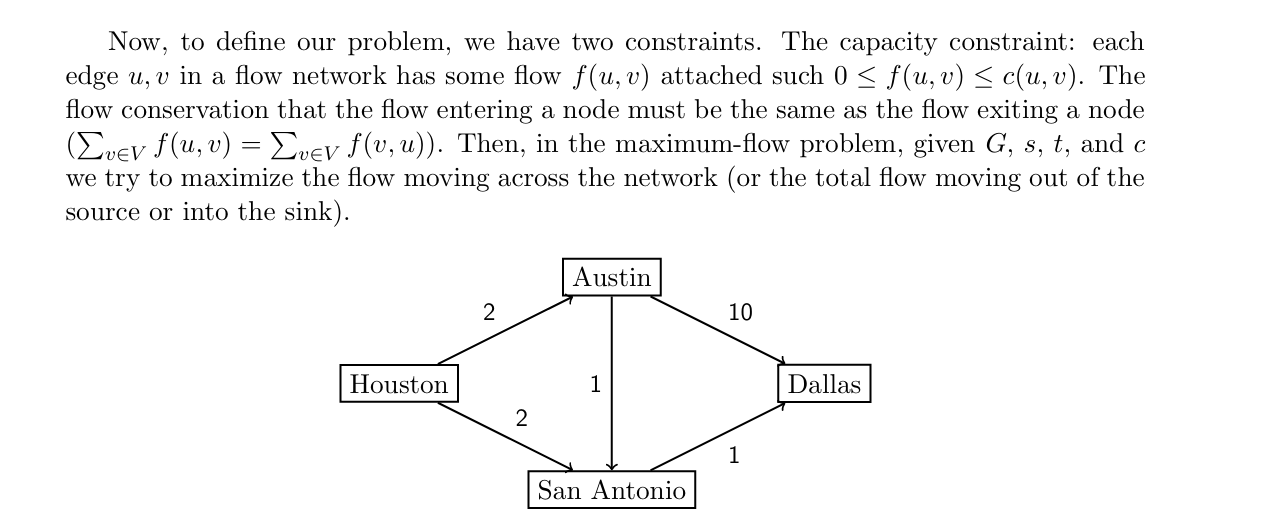 Now, to define our problem, we have two constraints. The capacity constraint: each
edge u, v in a flow network has some flow f(u, v) attached such 0 ≤ f(u, v) ≤ c(u, v). The
flow conservation that the flow entering a node must be the same as the flow exiting a node
(∑v∈V f(u, v) = ∑v∈V f(v, u)). Then, in the maximum-flow problem, given G, s, t, and c
we try to maximize the flow moving across the network (or the total flow moving out of the
source or into the sink).
Austin
2
10
Houston
1
Dallas
2
1
San Antonio